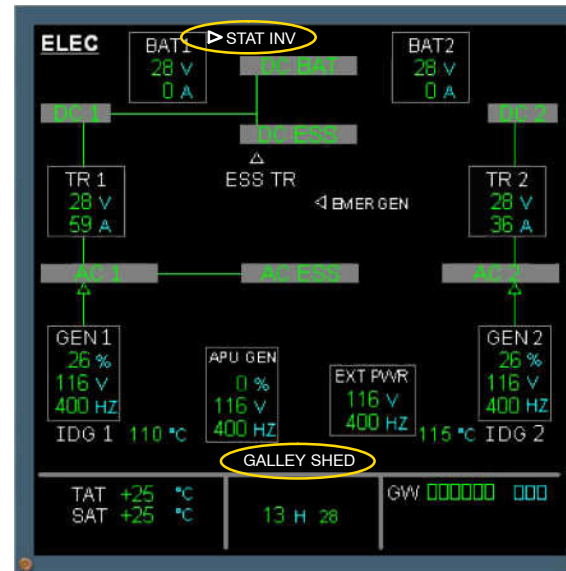 ELEC
BAT1
28 V
0 A
STAT INV
DC BAT
BAT2
28 V
0 A
DC 1
DC 2
DC ESS
ESS TR
TR 1
28 V
59 A
EMER GEN
TR 2
28 V
36 A
AC 1
AC ESS
AC 2
GEN 1
26 %
116 V
400 HZ
APU GEN
0 %
116 V
400 HZ
EXT PWR
116 V
400 HZ
GEN 2
26 %
116 V
400 HZ
IDG 1 110 °C
115 °C IDG 2
GALLEY SHED
TAT +25 °C
SAT +25 °C
13 H 28
GW